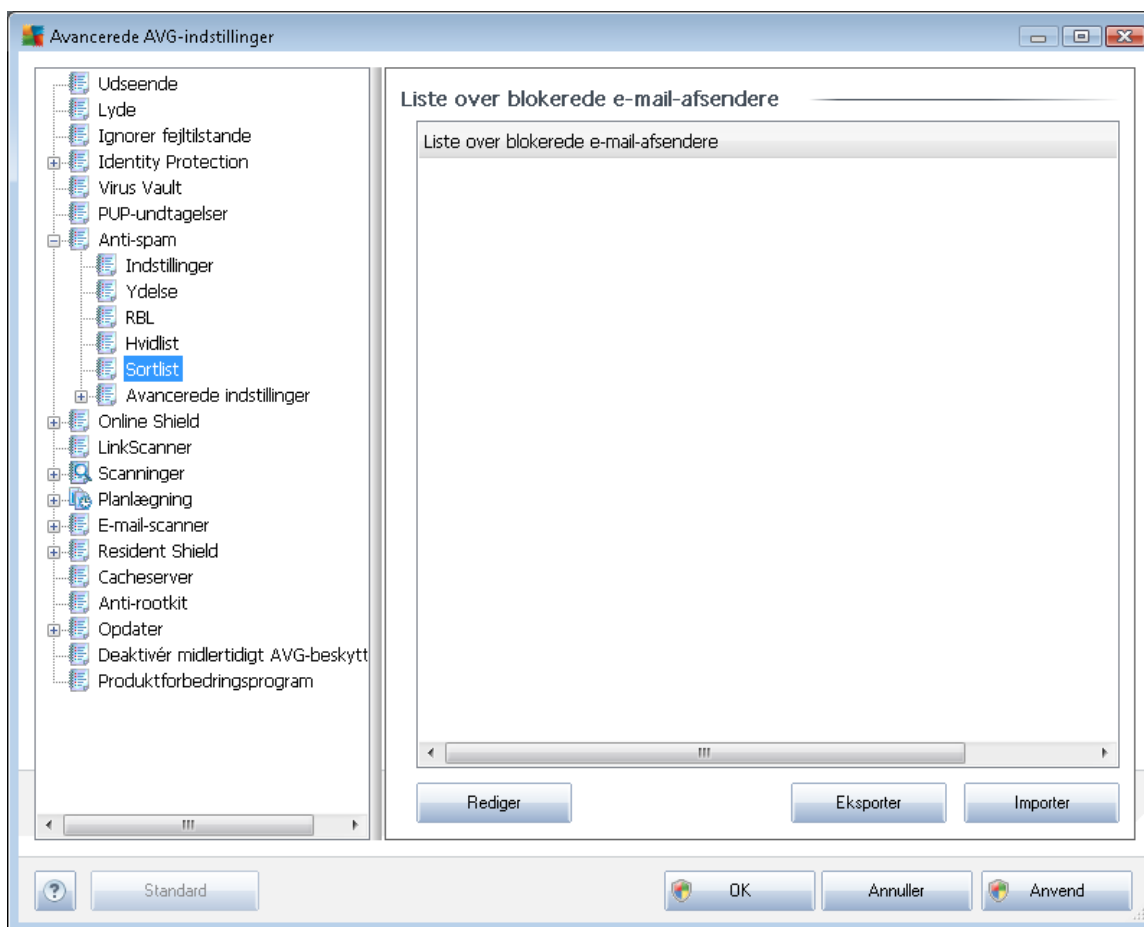 Avancerede AVG-indstillinger
Udseende
Lyde
Ignorer fejltilstande
Identity Protection
Virus Vault
PUP-undtagelser
Anti-spam
Indstillinger
Ydelse
RBL
Hvidlist
Sortlist
Avancerede indstillinger
Online Shield
LinkScanner
Scanninger
Planlægning
E-mail-scanner
Resident Shield
Cacheserver
Anti-rootkit
Opdater
Deaktivér midlertidigt AVG-beskytt
Produktforbedringsprogram
Liste over blokerede e-mail-afsendere
Liste over blokerede e-mail-afsendere
Rediger
Eksporter
Importer
Standard
OK
Annuller
Anvend